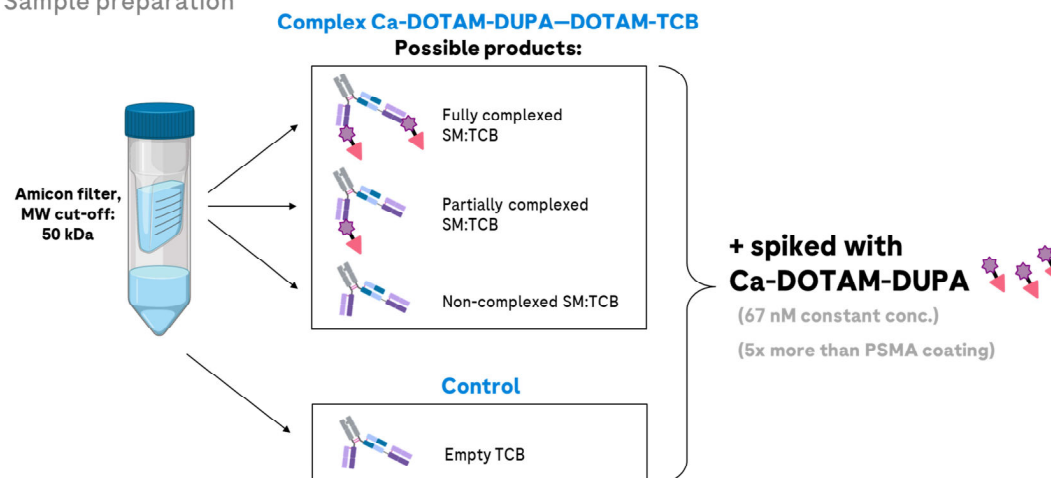 Sample preparation
Complex Ca-DOTAM-DUPA—DOTAM-TCB
Possible products:
Fully complexed
SM:TCB
Amicon filter,
MW cut-off:
50 kDa
Partially complexed
SM:TCB
Non-complexed SM:TCB
+ spiked with
Ca-DOTAM-DUPA
(67 nM constant conc.)
(5x more than PSMA coating)
Control
Empty TCB